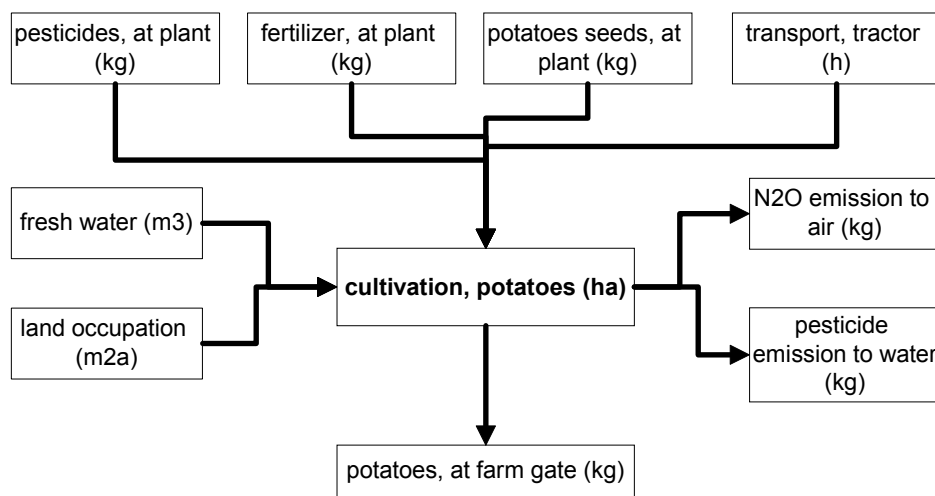 pesticides, at plant
(kg)
fertilizer, at plant
(kg)
potatoes seeds, at
plant (kg)
transport, tractor
(h)
fresh water (m3)
land occupation
(m2a)
cultivation, potatoes (ha)
N2O emission to
air (kg)
pesticide
emission to water
(kg)
potatoes, at farm gate (kg)